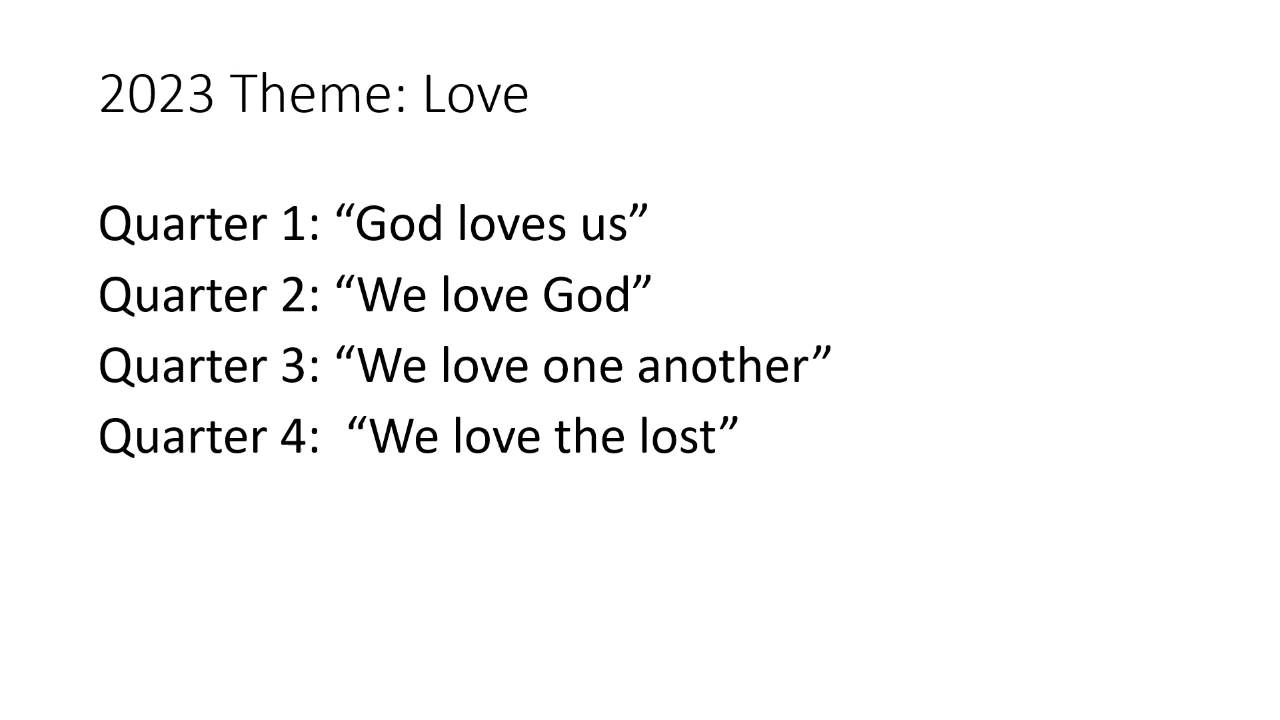 2023 Theme: Love
Quarter 1: “God loves us”
Quarter 2: “We love God”
Quarter 3: “We love one another”
Quarter 4:  “We love the lost”